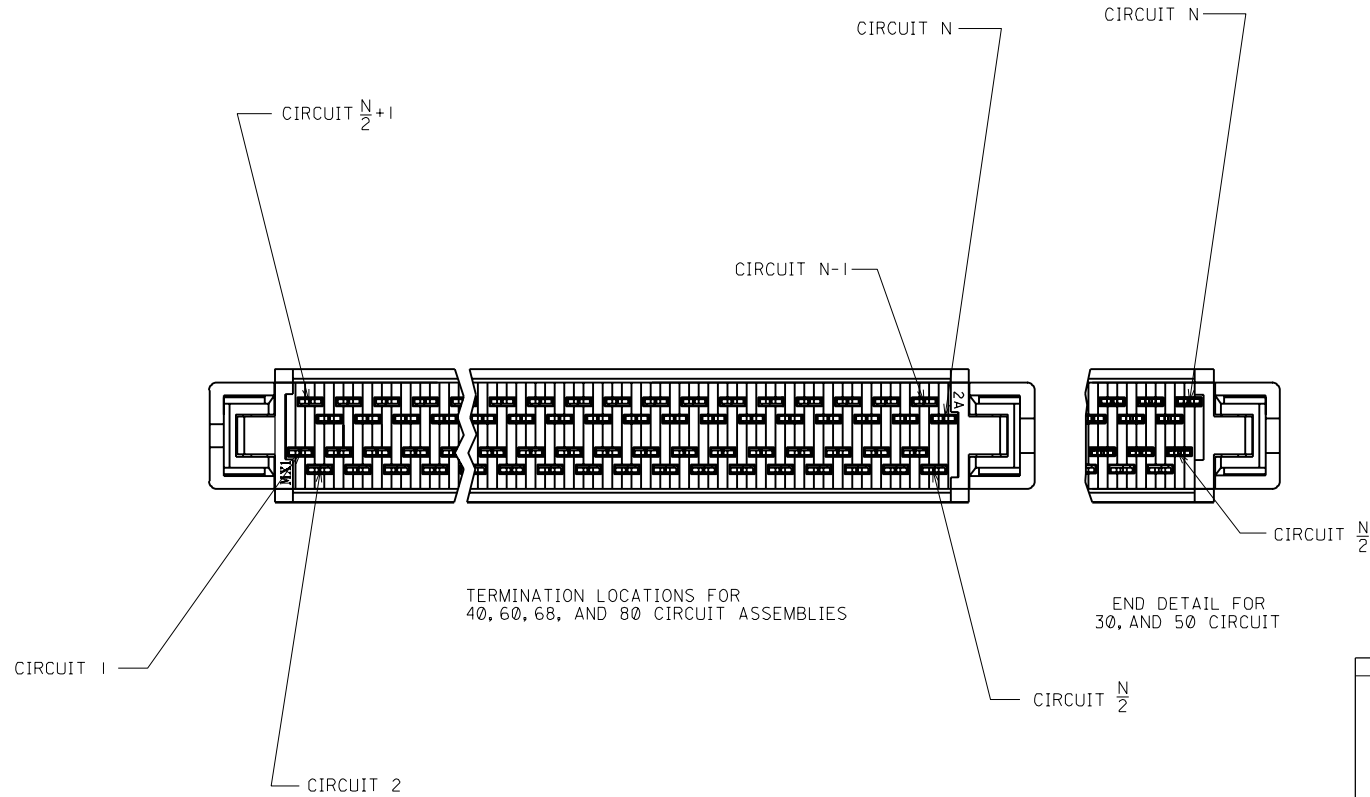 CIRCUIT N
CIRCUIT N
CIRCUIT N/2+1
CIRCUIT N-1
2A
MX1
CIRCUIT N/2
TERMINATION LOCATIONS FOR
40,60,68, AND 80 CIRCUIT ASSEMBLIES
END DETAIL FOR
30,AND 50 CIRCUIT
CIRCUIT 1
CIRCUIT N/2
CIRCUIT 2